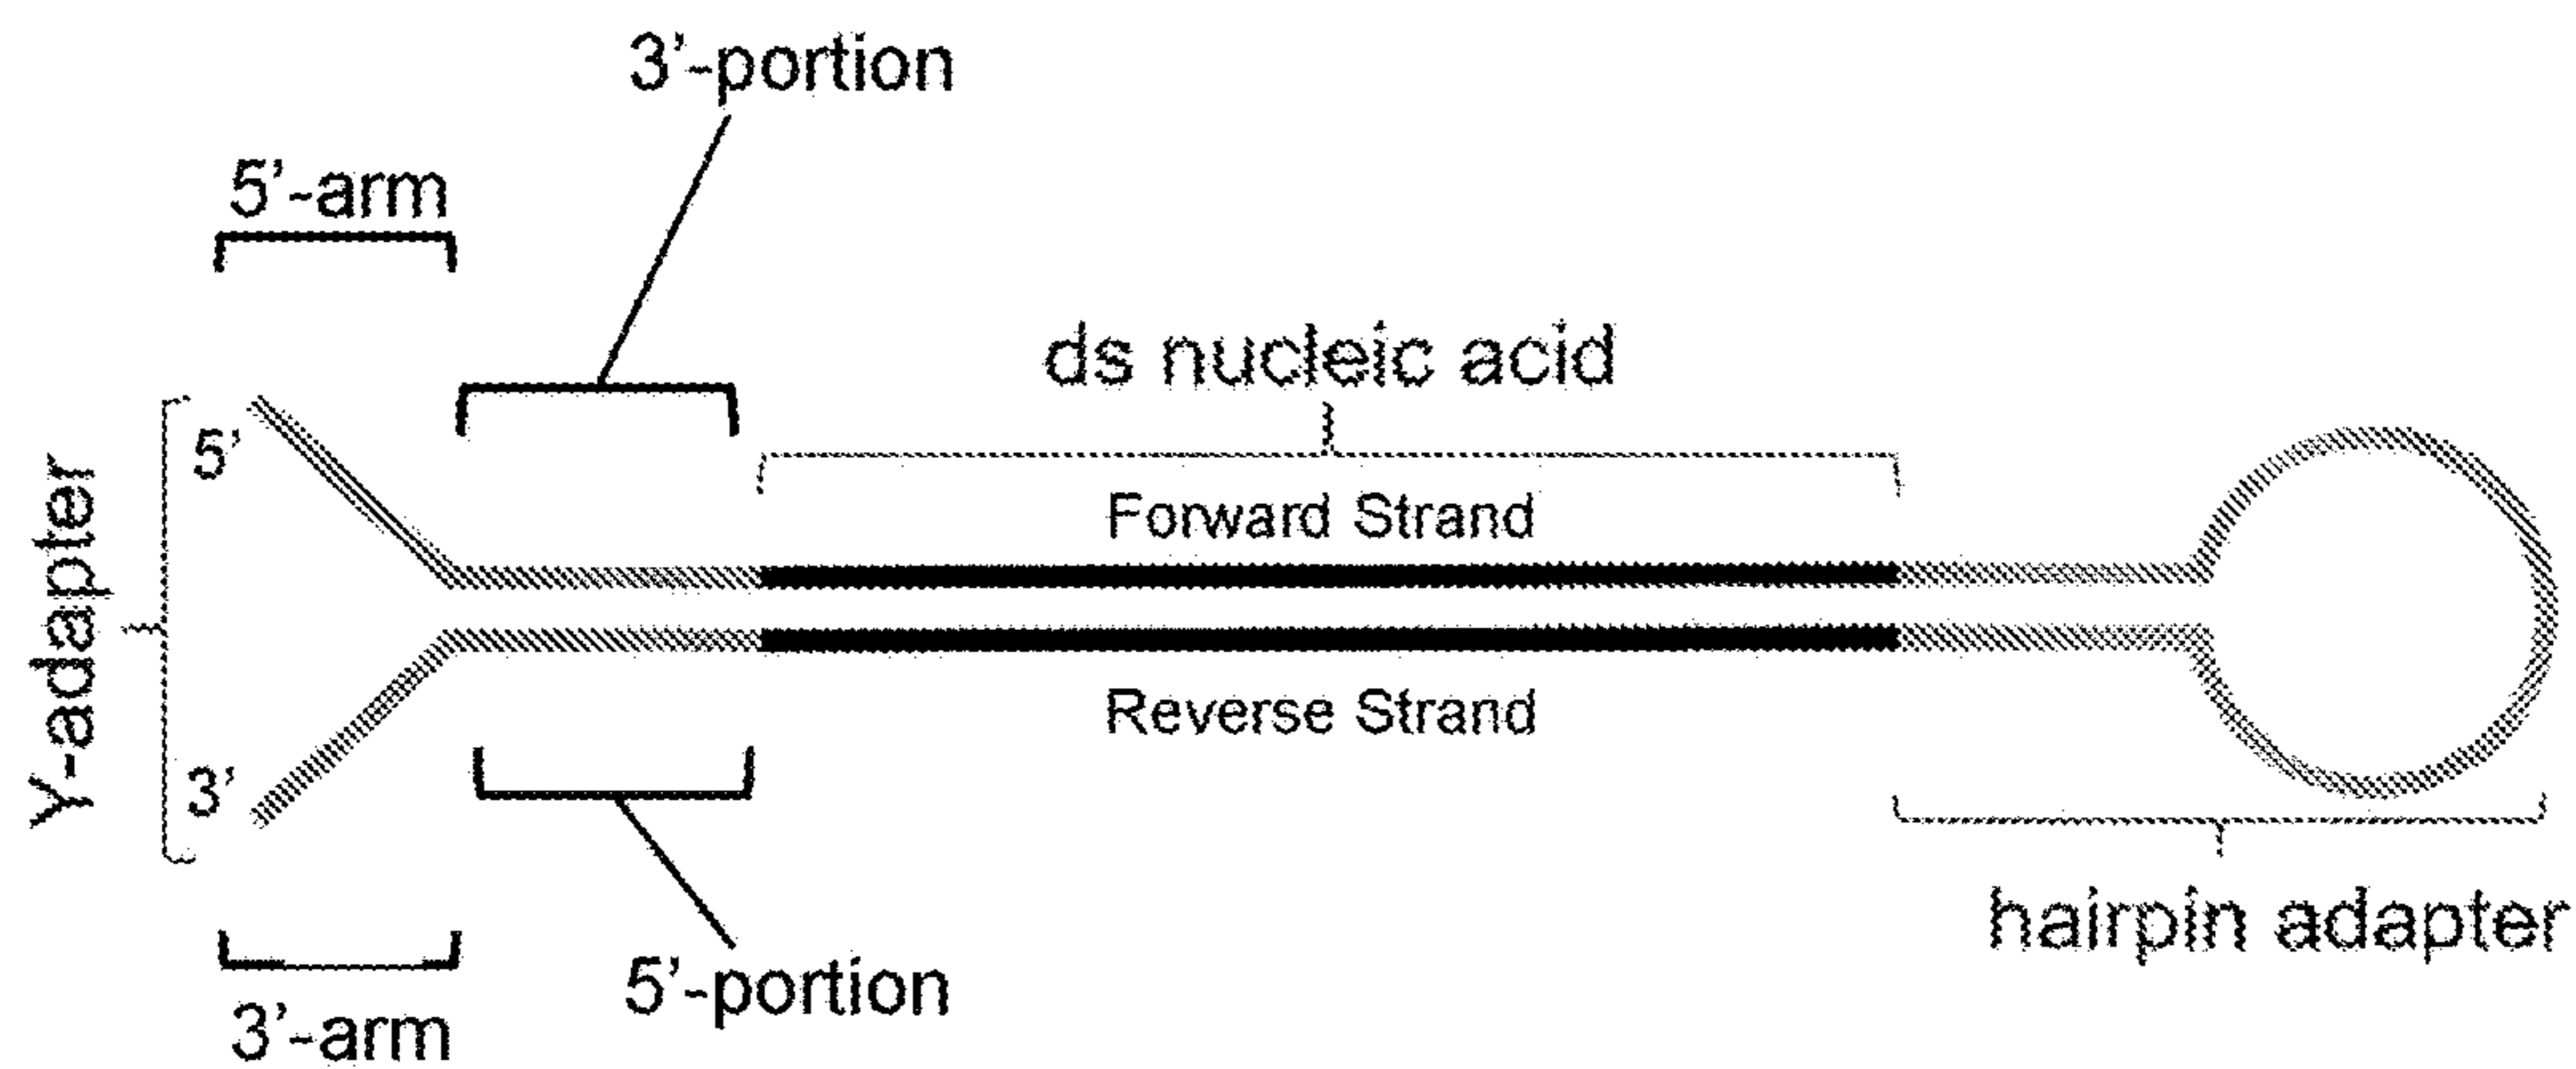 3’-portion
5’-arm
ds nucleic acid
5’
Forward Strand
Y-adapter
Reverse Strand
3’
hairpin adapter
5’-portion
3’-arm